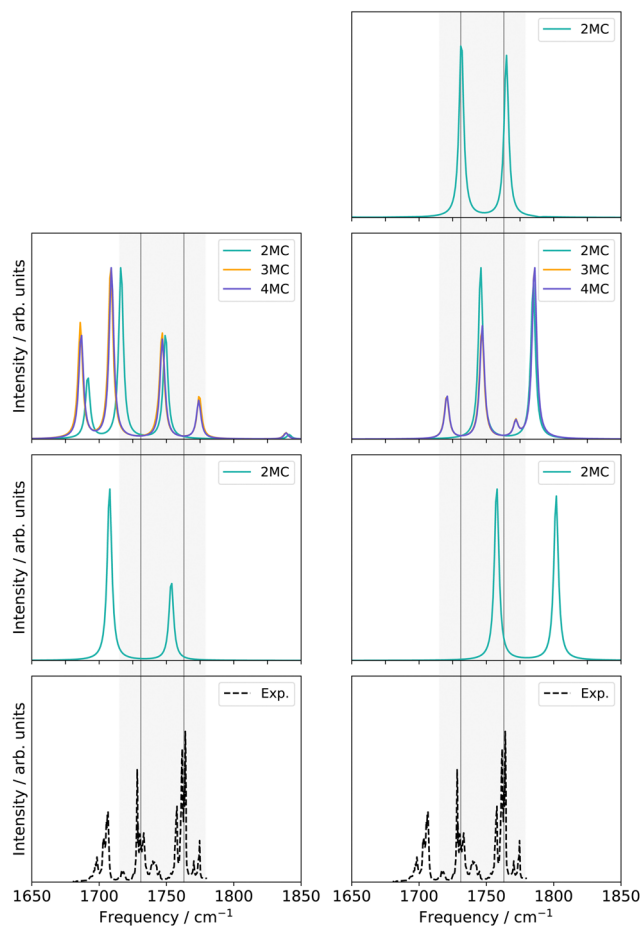 2MC
Intensity / arb. units
2MC
3MC
4MC
2MC
3MC
4MC
Intensity / arb. units
2MC
2MC
Intensity / arb. units
Exp.
Exp.
1650 1700 1750 1800 1850
1650 1700 1750 1800 1850
Frequency / cm⁻¹
Frequency / cm⁻¹